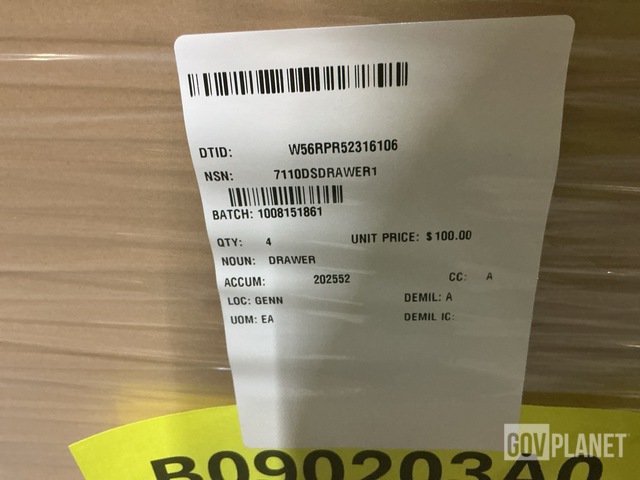 DTID: W56RPR52316106
NSN: 7110DSDRAWER1
BATCH: 1008151861
QTY: 4 UNIT PRICE: $100.00
NOUN: DRAWER
ACCUM: 202552 CC: A
LOC: GENN DEMIL: A
UOM: EA DEMIL IC:
B090203A0
GOVPLANET